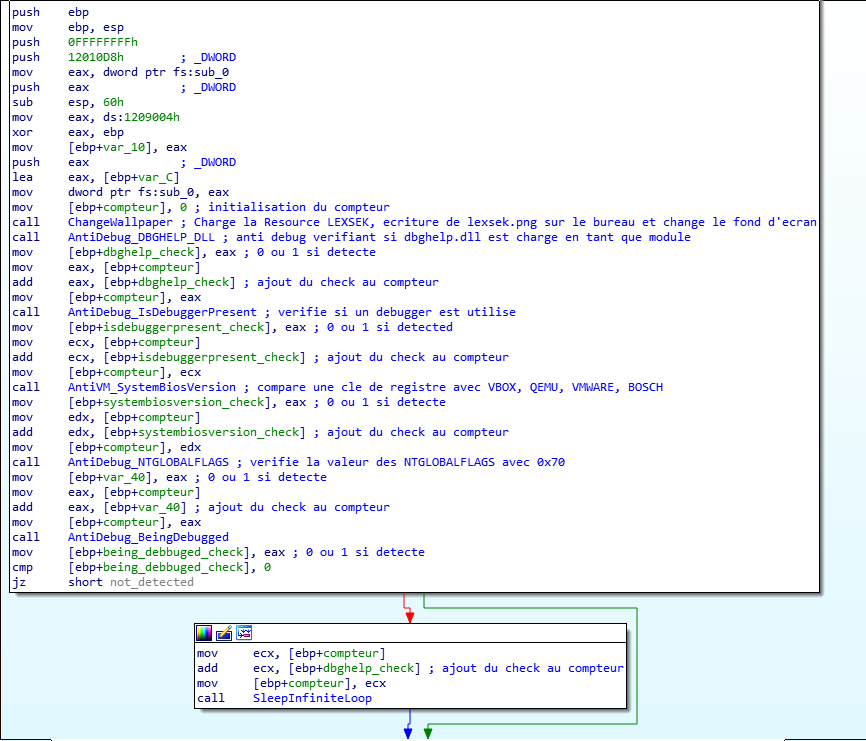 push ebp
mov ebp, esp
push 0FFFFFFFFh
push 12010D8h ; _DWORD
mov eax, dword ptr fs:sub_0
push eax ; _DWORD
sub esp, 60h
mov eax, ds:1209004h
xor eax, ebp
mov [ebp+var_10], eax
push eax ; _DWORD
lea eax, [ebp+var_C]
mov dword ptr fs:sub_0, eax
mov [ebp+compteur], 0 ; initialisation du compteur
call ChangeWallpaper ; Charge la Resource LEXSEK, ecriture de lexsek.png sur le bureau et change le fond d'ecran
call AntiDebug_DBGHELP_DLL ; anti debug verifiant si dbghelp.dll est charge en tant que module
mov [ebp+dbghelp_check], eax ; 0 ou 1 si detecte
mov eax, [ebp+compteur]
add eax, [ebp+dbghelp_check] ; ajout du check au compteur
mov [ebp+compteur], eax
call AntiDebug_IsDebuggerPresent ; verifie si un debugger est utilise
mov [ebp+isdebuggerpresent_check], eax ; 0 ou 1 si detected
mov ecx, [ebp+compteur]
add ecx, [ebp+isdebuggerpresent_check] ; ajout du check au compteur
mov [ebp+compteur], ecx
call AntiVM_SystemBiosVersion ; compare une cle de registre avec VBOX, QEMU, VMWARE, BOSCH
mov [ebp+systembiosversion_check], eax ; 0 ou 1 si detecte
mov edx, [ebp+compteur]
add edx, [ebp+systembiosversion_check] ; ajout du check au compteur
mov [ebp+compteur], edx
call AntiDebug_NTGLOBALFLAGS ; verifie la valeur des NTGLOBALFLAGS avec 0x70
mov [ebp+var_40], eax ; 0 ou 1 si detecte
mov eax, [ebp+compteur]
add eax, [ebp+var_40] ; ajout du check au compteur
mov [ebp+compteur], eax
call AntiDebug_BeingDebugged
mov [ebp+being_debbuged_check], eax ; 0 ou 1 si detecte
cmp [ebp+being_debbuged_check], 0
jz short not_detected
mov ecx, [ebp+compteur]
add ecx, [ebp+dbghelp_check] ; ajout du check au compteur
mov [ebp+compteur], ecx
call SleepInfiniteLoop